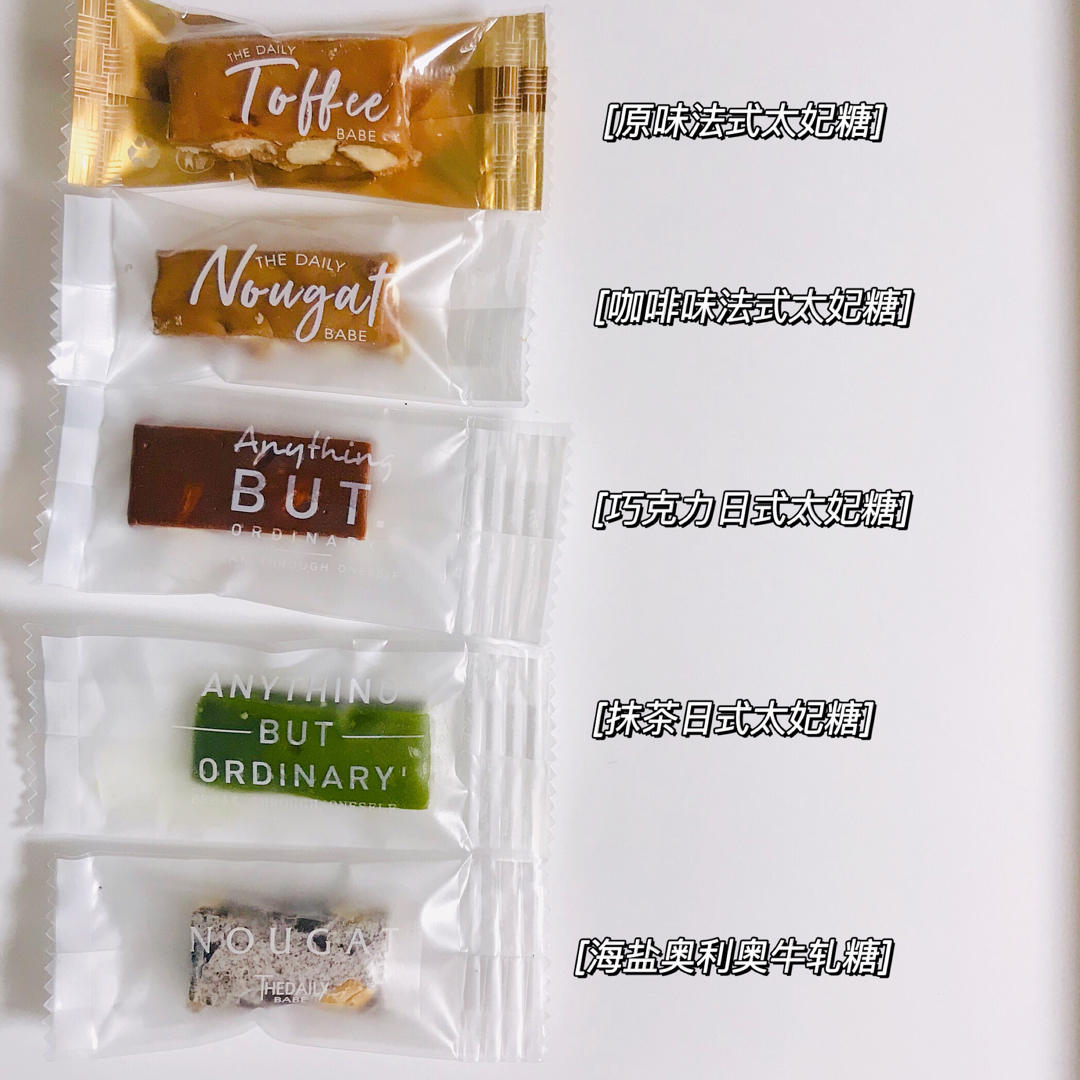 THE DAILY
Toffee
BABE
[原味法式太妃糖]
THE DAILY
Nougat
BABE
[咖啡味法式太妃糖]
Anything
BUT.
[巧克力日式太妃糖]
ANYTHING
BUT
ORDINARY'
[抹茶日式太妃糖]
NOUGAT
THEDAILY
BABE
[海盐奥利奥牛轧糖]